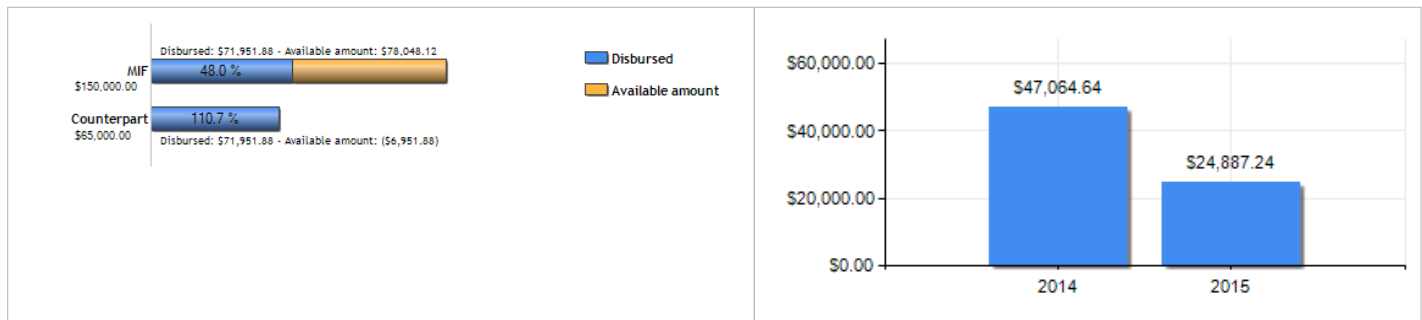 Disbursed: $71,951.88 - Available amount: $78,048.12
MIF
48.0 %
$150,000.00
Counterpart
110.7 %
$65,000.00
Disbursed: $71,951.88 - Available amount: ($6,951.88)
Disbursed
Available amount
$60,000.00
$47,064.64
$40,000.00
$24,887.24
$20,000.00
$0.00
2014 2015